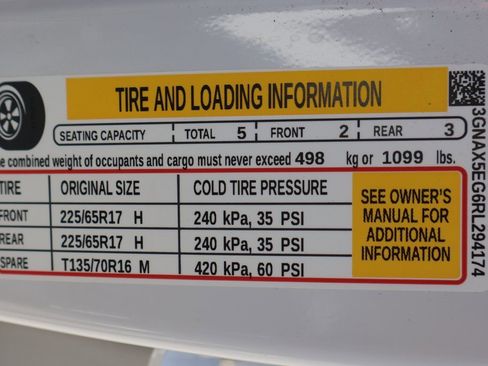 TIRE AND LOADING INFORMATION
SEATING CAPACITY TOTAL 5 FRONT 2 REAR 3
e combined weight of occupants and cargo must never exceed 498 kg or 1099 lbs.
TIRE ORIGINAL SIZE COLD TIRE PRESSURE
FRONT 225/65R17 H 240 kPa, 35 PSI
REAR 225/65R17 H 240 kPa, 35 PSI
SPARE T135/70R16 M 420 kPa, 60 PSI
SEE OWNER'S
MANUAL FOR
ADDITIONAL
INFORMATION
3GNAX5EG6RL294174